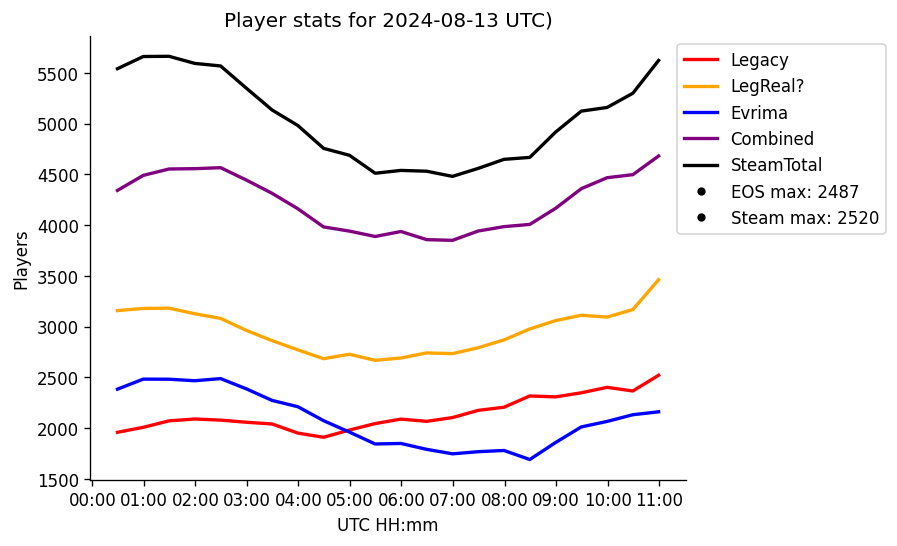 Player stats for 2024-08-13 UTC)
Legacy
LegReal?
Evrima
Combined
SteamTotal
EOS max: 2487
Steam max: 2520
Players
5500
5000
4500
4000
3500
3000
2500
2000
1500
00:00 01:00 02:00 03:00 04:00 05:00 06:00 07:00 08:00 09:00 10:00 11:00
UTC HH:mm